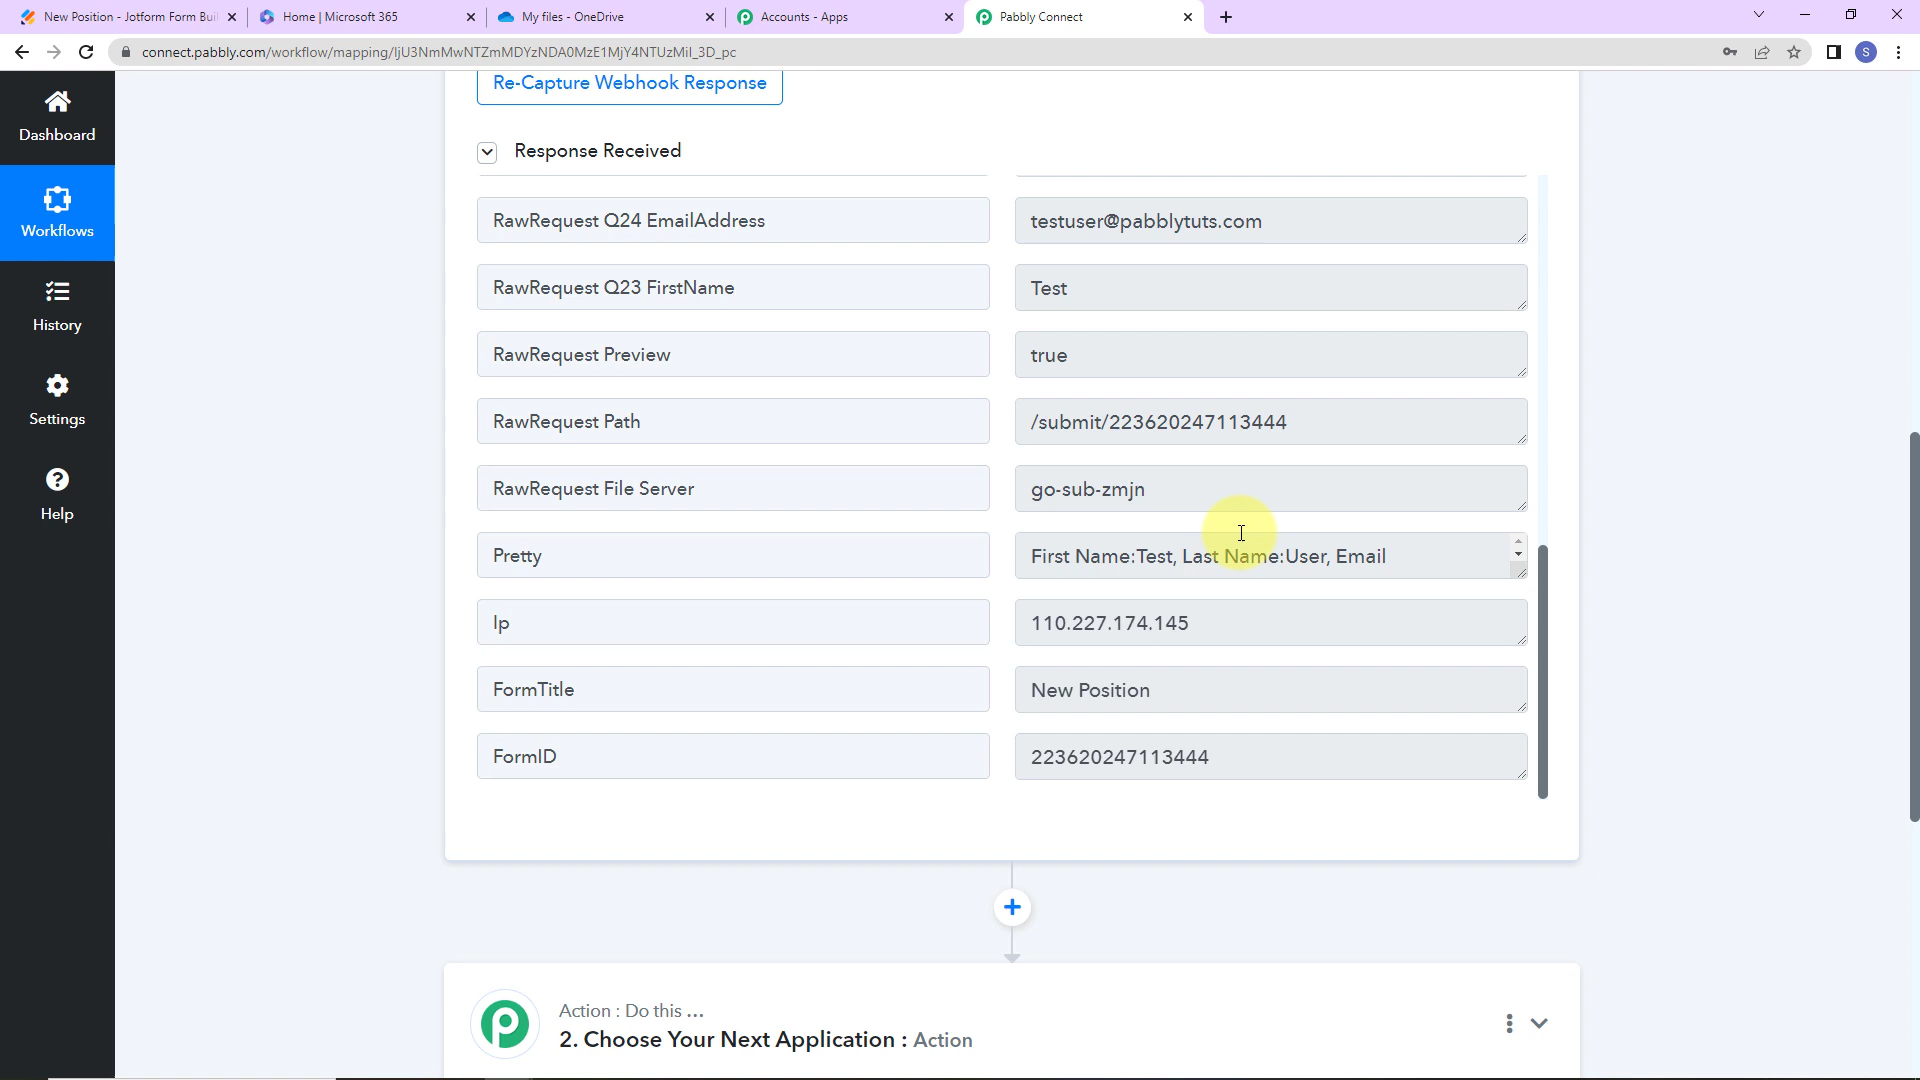 New Position - Jotform Form Bui
Home | Microsoft 365
My files - OneDrive
Accounts - Apps
Pabbly Connect
connect.pabbly.com/workflow/mapping/IjU3NmMwNTZmMDYzNDA0MzE1MjY4NTUzMiI_3D_pc
S
Re-Capture Webhook Response
Dashboard
Response Received
Workflows
RawRequest Q24 EmailAddress
testuser@pabblytuts.com
RawRequest Q23 FirstName
Test
History
RawRequest Preview
true
Settings
RawRequest Path
/submit/223620247113444
RawRequest File Server
go-sub-zmjn
Help
Pretty
First Name:Test, Last Name:User, Email
Ip
110.227.174.145
FormTitle
New Position
FormID
223620247113444
Action : Do this ...
2. Choose Your Next Application : Action